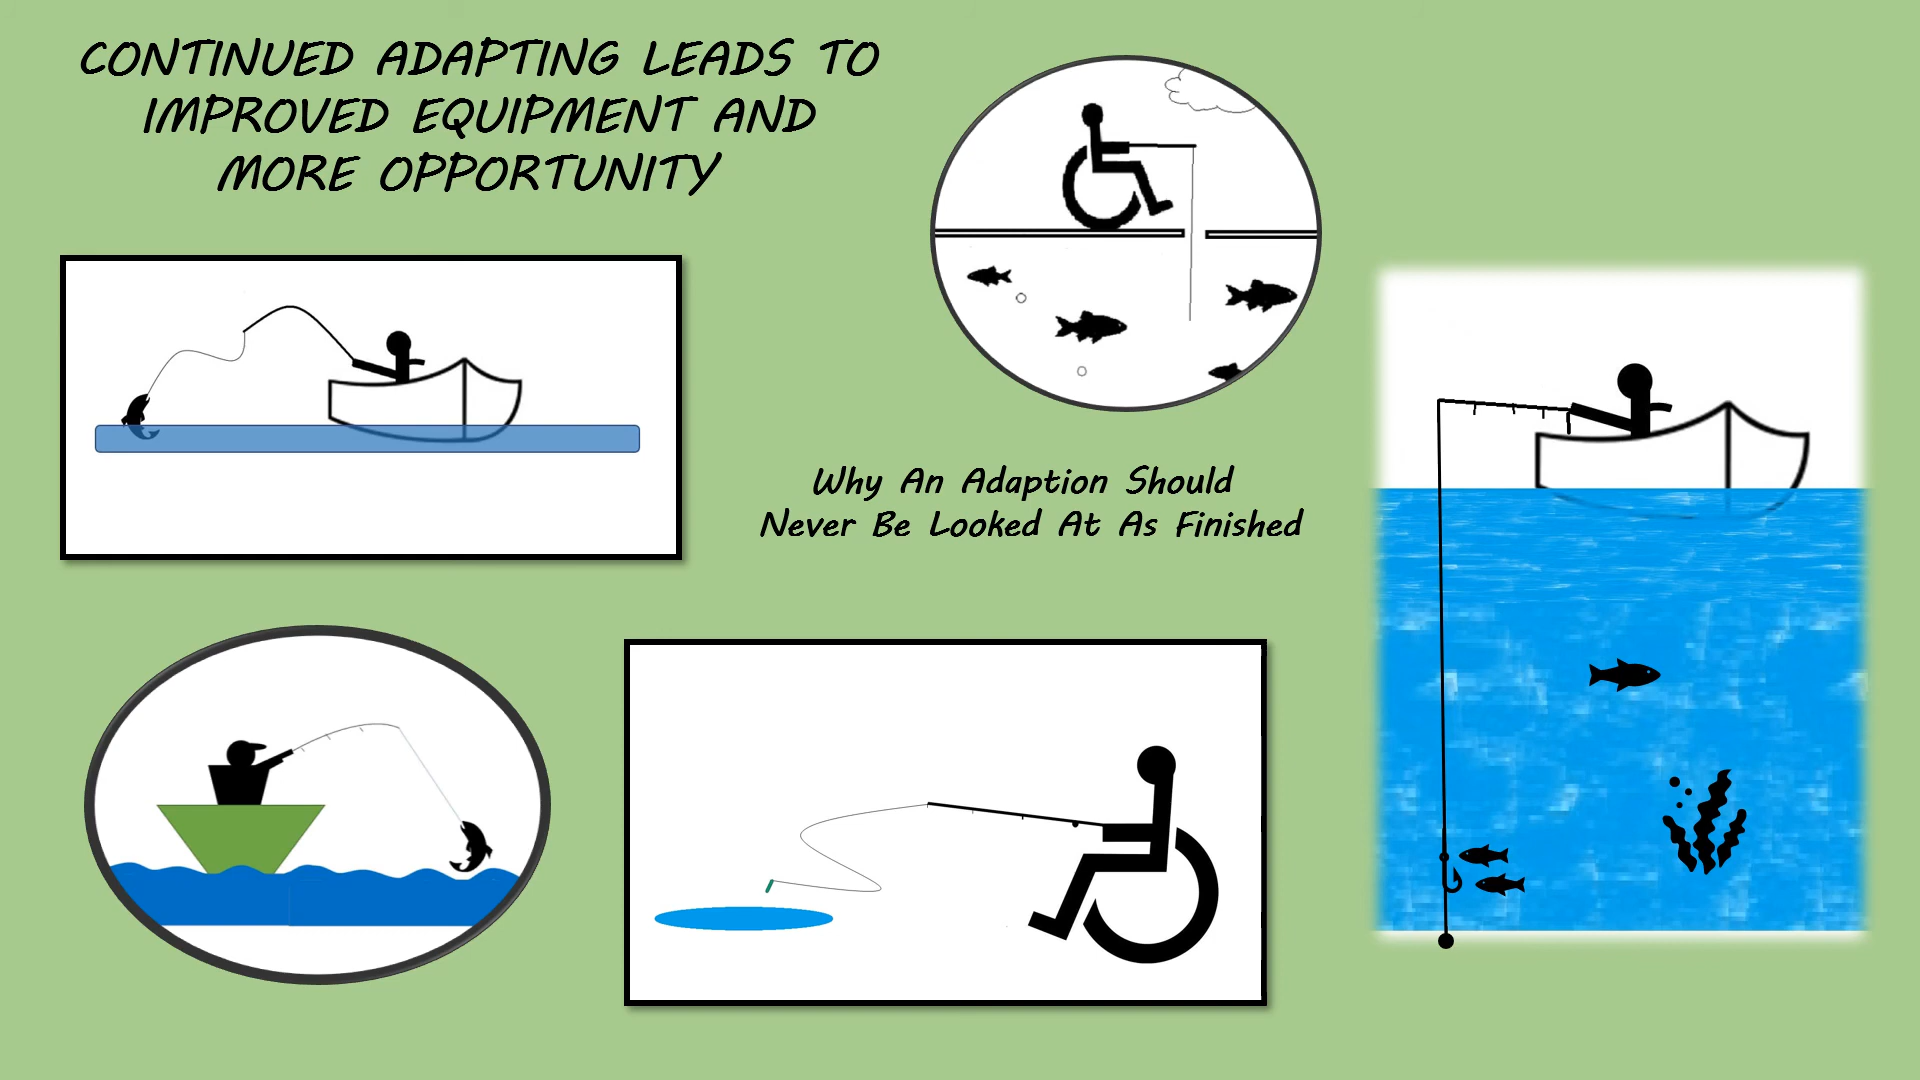 CONTINUED ADAPTING LEADS TO
IMPROVED EQUIPMENT AND
MORE OPPORTUNITY
Why An Adaption Should
Never Be Looked At As Finished